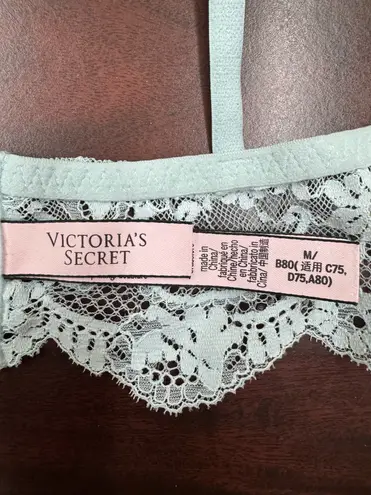 VICTORIA'S
SECRET
made in
China/
fabriqué en
Chine/hecho
en China/
fabbricato in
Cina/ 中国制造
M/
B80( 适用 C75,
D75,A80)